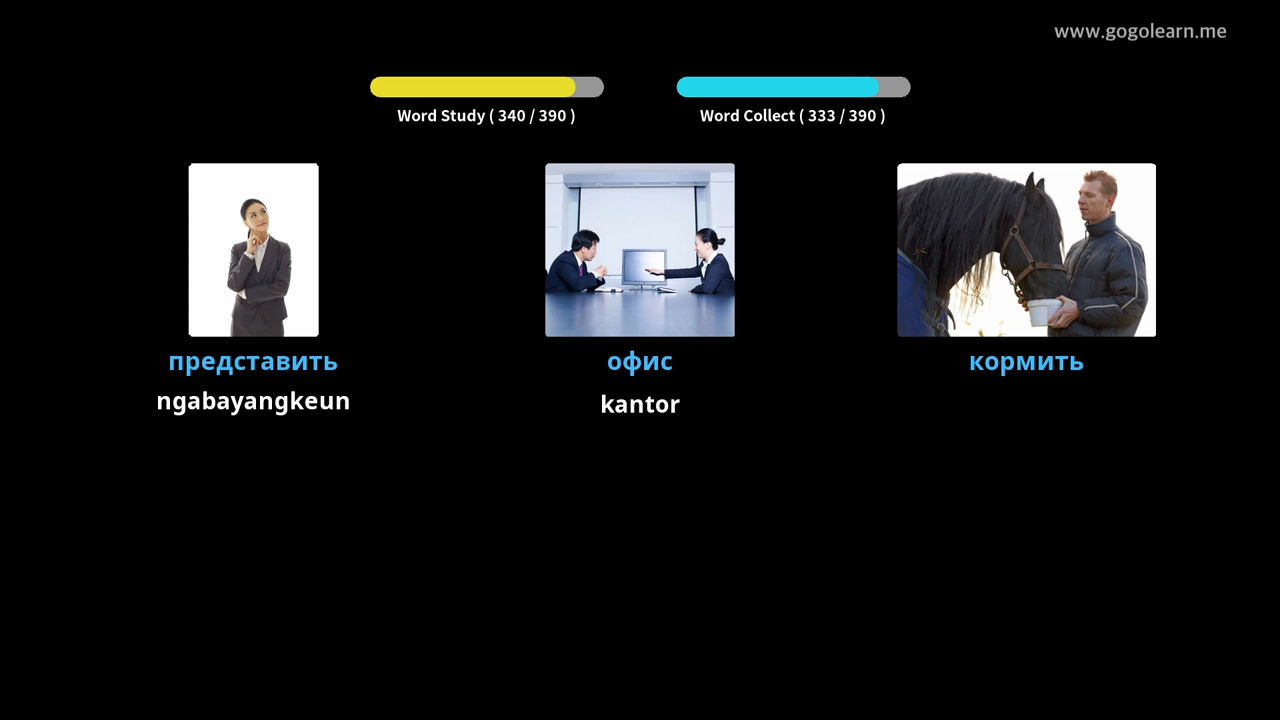 www.gogolearn.me
Word Study ( 340 / 390 )
Word Collect ( 333 / 390 )
представить
офис
кормить
ngabayangkeun
kantor